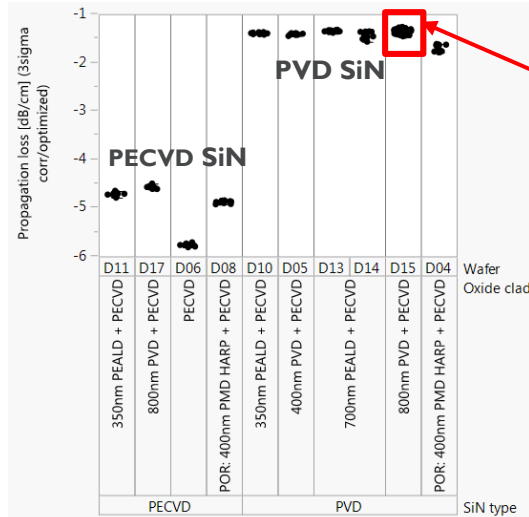 Propagation loss [dB/cm] (3sigma
corr/optimized)
-1
-2
-3
-4
-5
-6
PVD SiN
PECVD SiN
D11 D17 D06 D08 D10 D05 D13 D14 D15 D04 Wafer
Oxide clad
350nm PEALD + PECVD
800nm PVD + PECVD
PECVD
POR: 400nm PMD HARP + PECVD
350nm PEALD + PECVD
400nm PVD + PECVD
700nm PEALD + PECVD
800nm PVD + PECVD
POR: 400nm PMD HARP + PECVD
PECVD PVD SiN type